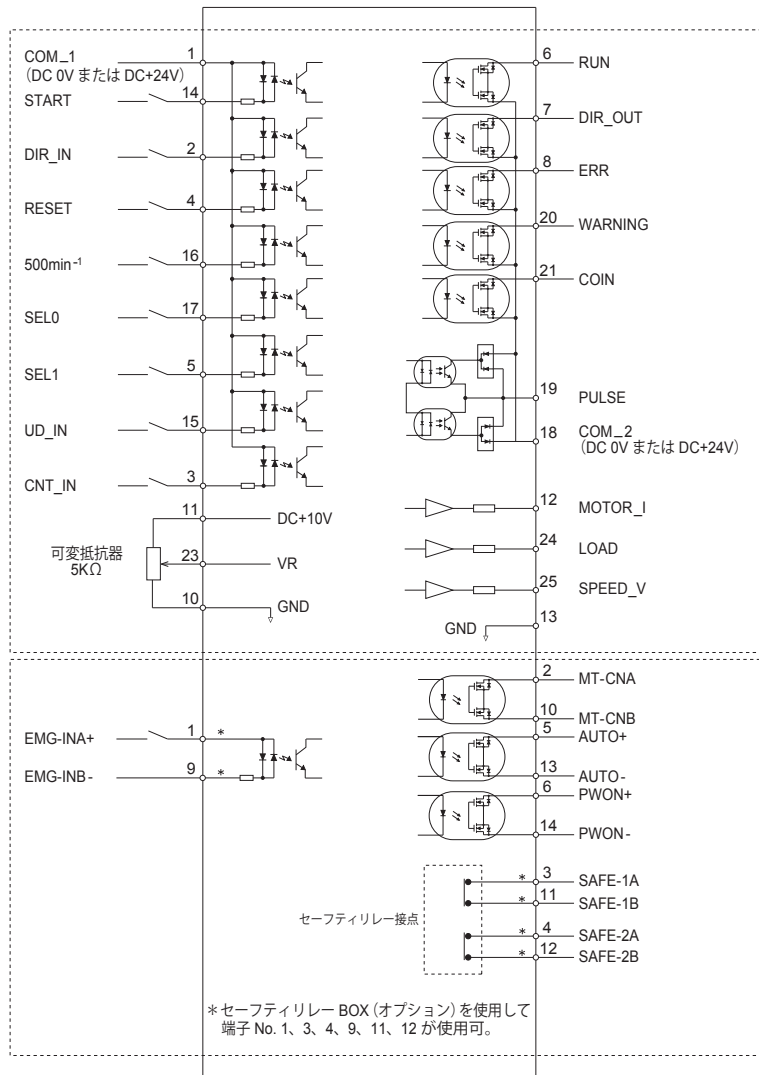 COM_1
(DC 0V または DC+24V)
1
START
14
DIR_IN
2
RESET
4
500min-1
16
SEL0
17
SEL1
5
UD_IN
15
CNT_IN
3
11
DC+10V
可変抵抗器
5KΩ
23
VR
10
GND
6
RUN
7
DIR_OUT
8
ERR
20
WARNING
21
COIN
19
PULSE
18
COM_2
(DC 0V または DC+24V)
12
MOTOR_I
24
LOAD
25
SPEED_V
13
GND
EMG-INA+
1
*
EMG-INB-
9
*
2
MT-CNA
10
MT-CNB
5
AUTO+
13
AUTO-
6
PWON+
14
PWON-
セーフティリレー接点
* 3
SAFE-1A
* 11
SAFE-1B
* 4
SAFE-2A
* 12
SAFE-2B
*セーフティリレー BOX (オプション) を使用して
端子 No. 1、3、4、9、11、12 が使用可。